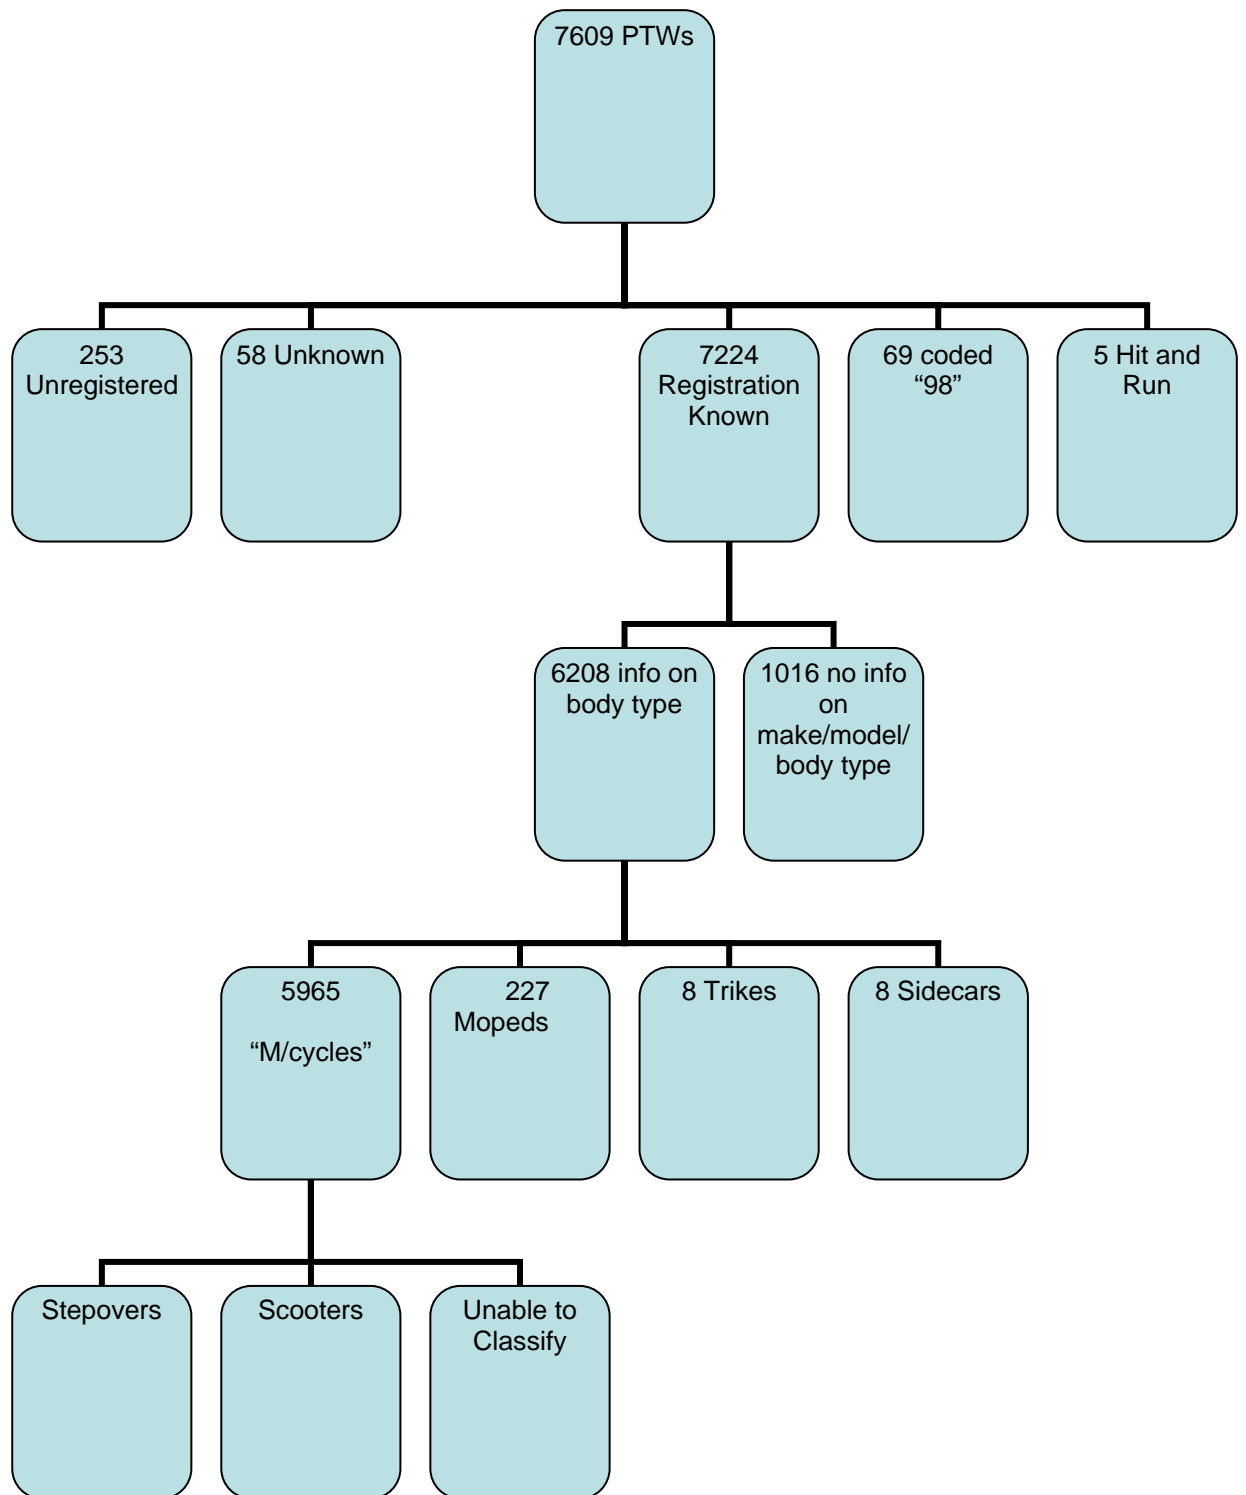 7609 PTWs
253
Unregistered
58 Unknown
7224
Registration
Known
69 coded
“98”
5 Hit and
Run
6208 info on
body type
1016 no info
on
make/model/
body type
5965
“M/cycles”
227
Mopeds
8 Trikes
8 Sidecars
Stepovers
Scooters
Unable to
Classify